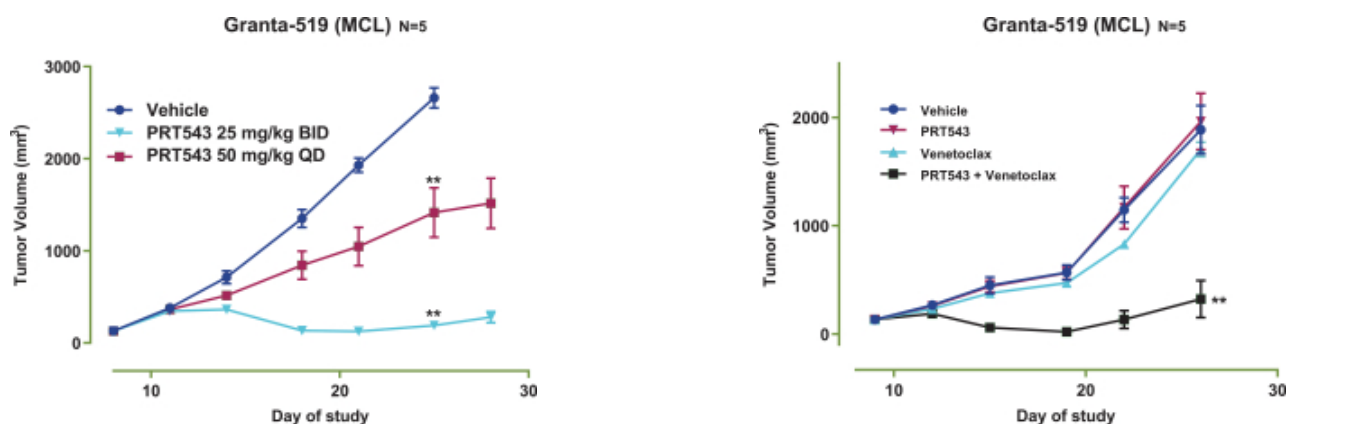 Granta-519 (MCL) N=5
3000
2000
1000
0
Tumor Volume (mm³)
Vehicle
PRT543 25 mg/kg BID
PRT543 50 mg/kg QD
**
**
10
20
30
Day of study
Granta-519 (MCL) N=5
2000
1000
0
Tumor Volume (mm³)
Vehicle
PRT543
Venetoclax
PRT543 + Venetoclax
**
10
20
30
Day of study